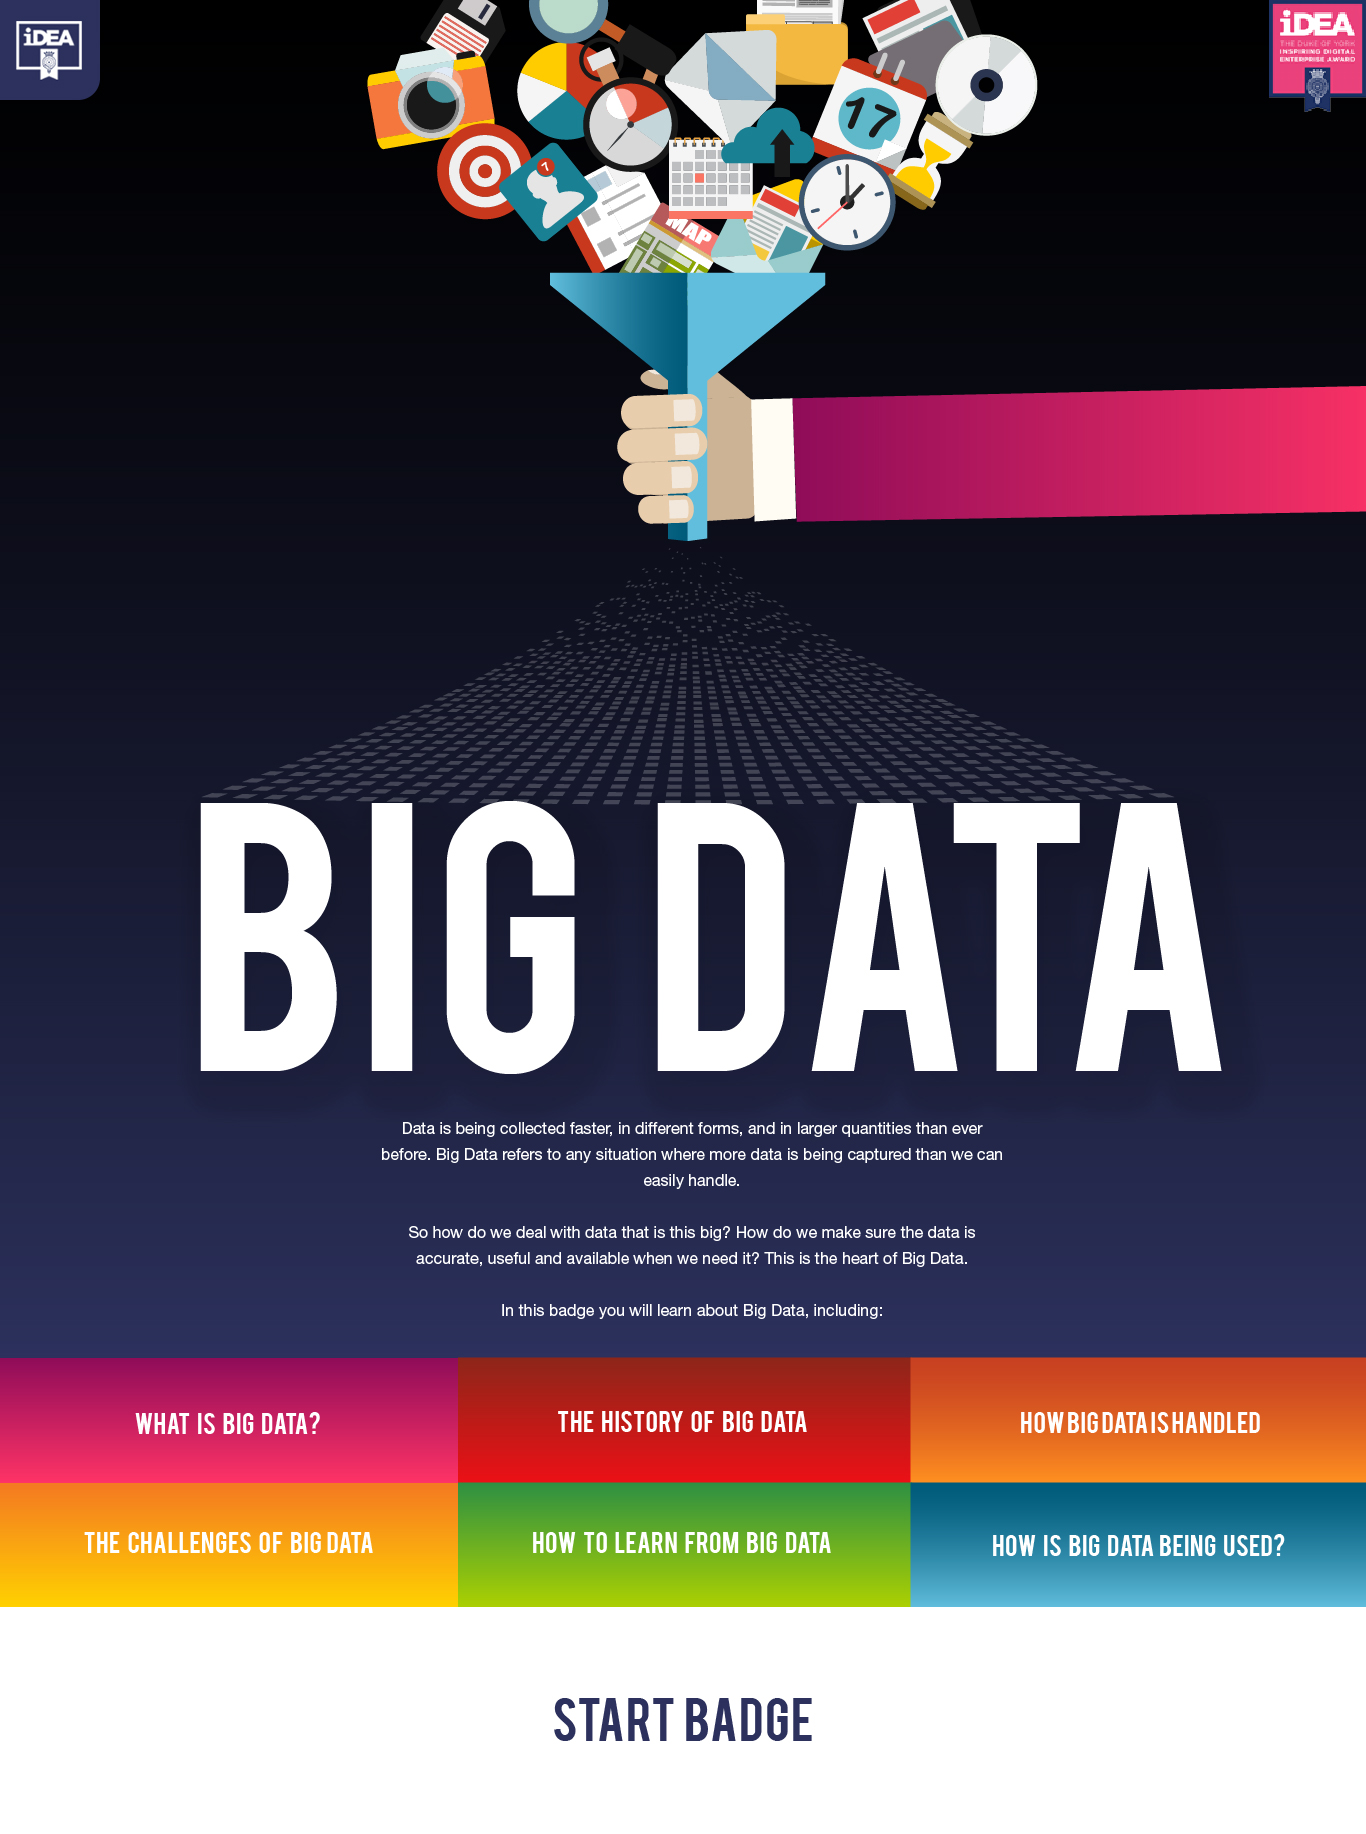 iDEA
iDEA
THE DUKE OF YORK
INSPIRING DIGITAL
ENTERPRISE AWARD
17
7
MAP
BIG DATA
Data is being collected faster, in different forms, and in larger quantities than ever
before. Big Data refers to any situation where more data is being captured than we can
easily handle.
So how do we deal with data that is this big? How do we make sure the data is
accurate, useful and available when we need it? This is the heart of Big Data.
In this badge you will learn about Big Data, including:
WHAT IS BIG DATA?
THE HISTORY OF BIG DATA
HOW BIG DATA IS HANDLED
THE CHALLENGES OF BIG DATA
HOW TO LEARN FROM BIG DATA
HOW IS BIG DATA BEING USED?
START BADGE